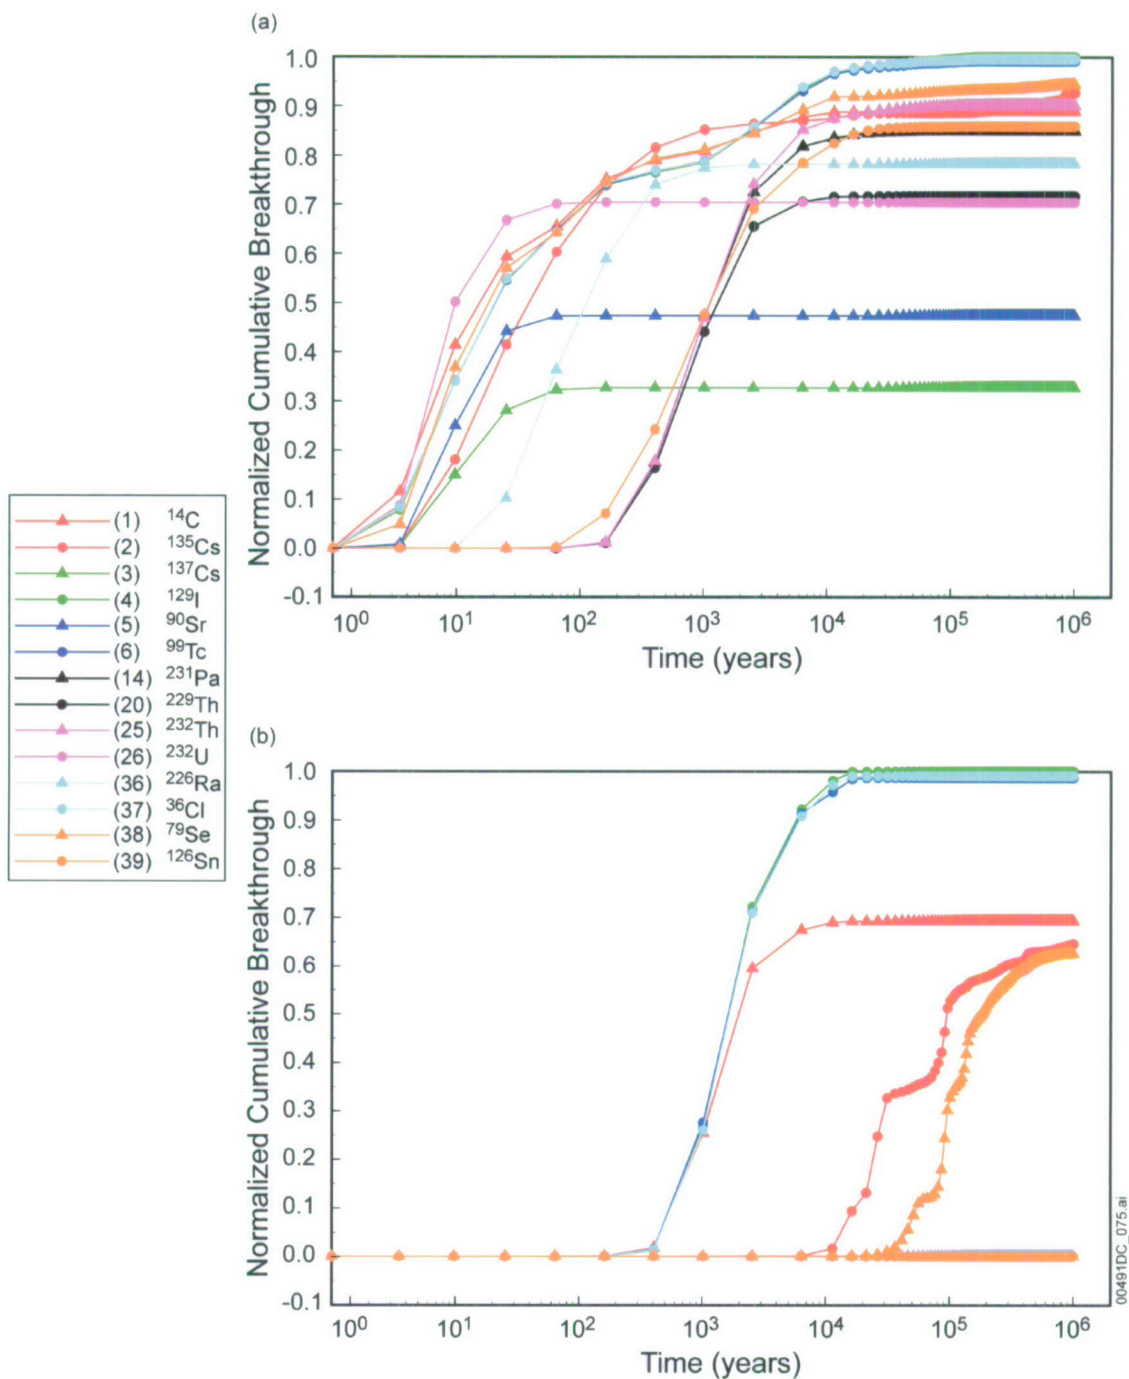 (a)
Normalized Cumulative Breakthrough
1.0
0.9
0.8
0.7
0.6
0.5
0.4
0.3
0.2
0.1
0.0
-0.1
10⁰ 10¹ 10² 10³ 10⁴ 10⁵ 10⁶
Time (years)
(1) ¹⁴C
(2) ¹³⁵Cs
(3) ¹³⁷Cs
(4) ¹²⁹I
(5) ⁹⁰Sr
(6) ⁹⁹Tc
(14) ²³¹Pa
(20) ²²⁹Th
(25) ²³²Th
(26) ²³²U
(36) ²²⁶Ra
(37) ³⁶Cl
(38) ⁷⁹Se
(39) ¹²⁶Sn
(b)
Normalized Cumulative Breakthrough
1.0
0.9
0.8
0.7
0.6
0.5
0.4
0.3
0.2
0.1
0.0
-0.1
10⁰ 10¹ 10² 10³ 10⁴ 10⁵ 10⁶
Time (years)
00491DC_075.ai